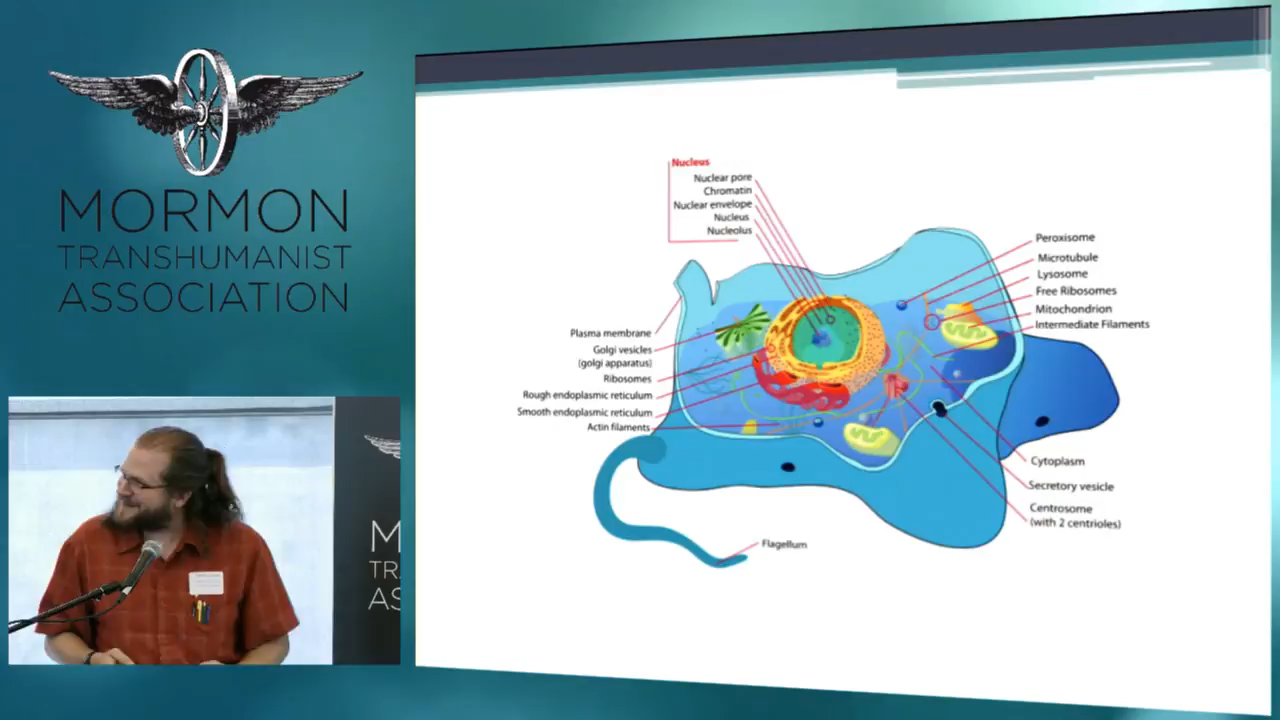 MORMON
TRANSHUMANIST
ASSOCIATION
Nucleus
Nuclear pore
Chromatin
Nuclear envelope
Nucleus
Nucleolus
Peroxisome
Microtubule
Lysosome
Free Ribosomes
Mitochondrion
Intermediate Filaments
Plasma membrane
Golgi vesicles
(golgi apparatus)
Ribosomes
Rough endoplasmic reticulum
Smooth endoplasmic reticulum
Actin filaments
Cytoplasm
Secretory vesicle
Centrosome
(with 2 centrioles)
Flagellum
M
TR
AS